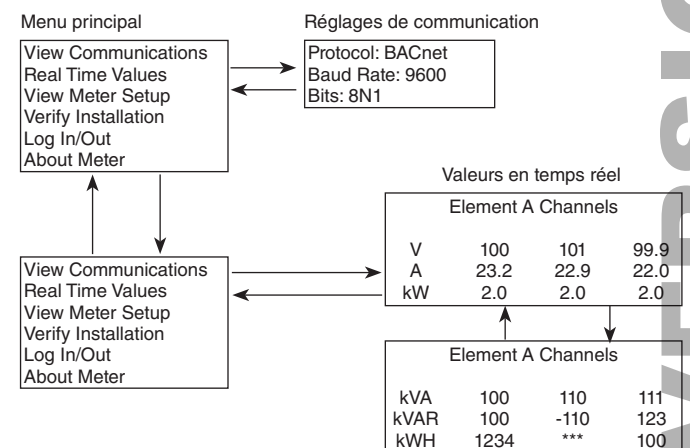 Menu principal
Réglages de communication
View Communications
Real Time Values
View Meter Setup
Verify Installation
Log In/Out
About Meter
Protocol: BACnet
Baud Rate: 9600
Bits: 8N1
Valeurs en temps réel
Element A Channels
V 100 101 99.9
A 23.2 22.9 22.0
kW 2.0 2.0 2.0
View Communications
Real Time Values
View Meter Setup
Verify Installation
Log In/Out
About Meter
Element A Channels
kVA 100 110 111
kVAR 100 -110 123
kWH 1234 *** 100